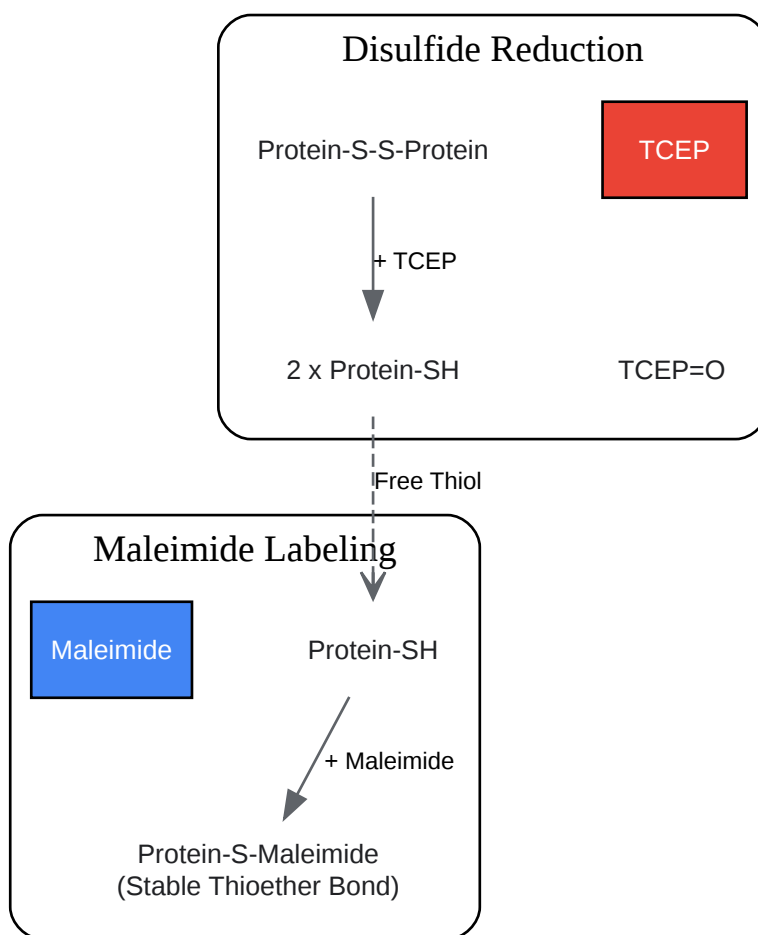 Disulfide Reduction
Protein-S-S-Protein
TCEP
+ TCEP
2 x Protein-SH
TCEP=O
Free Thiol
Maleimide Labeling
Maleimide
Protein-SH
+ Maleimide
Protein-S-Maleimide
(Stable Thioether Bond)